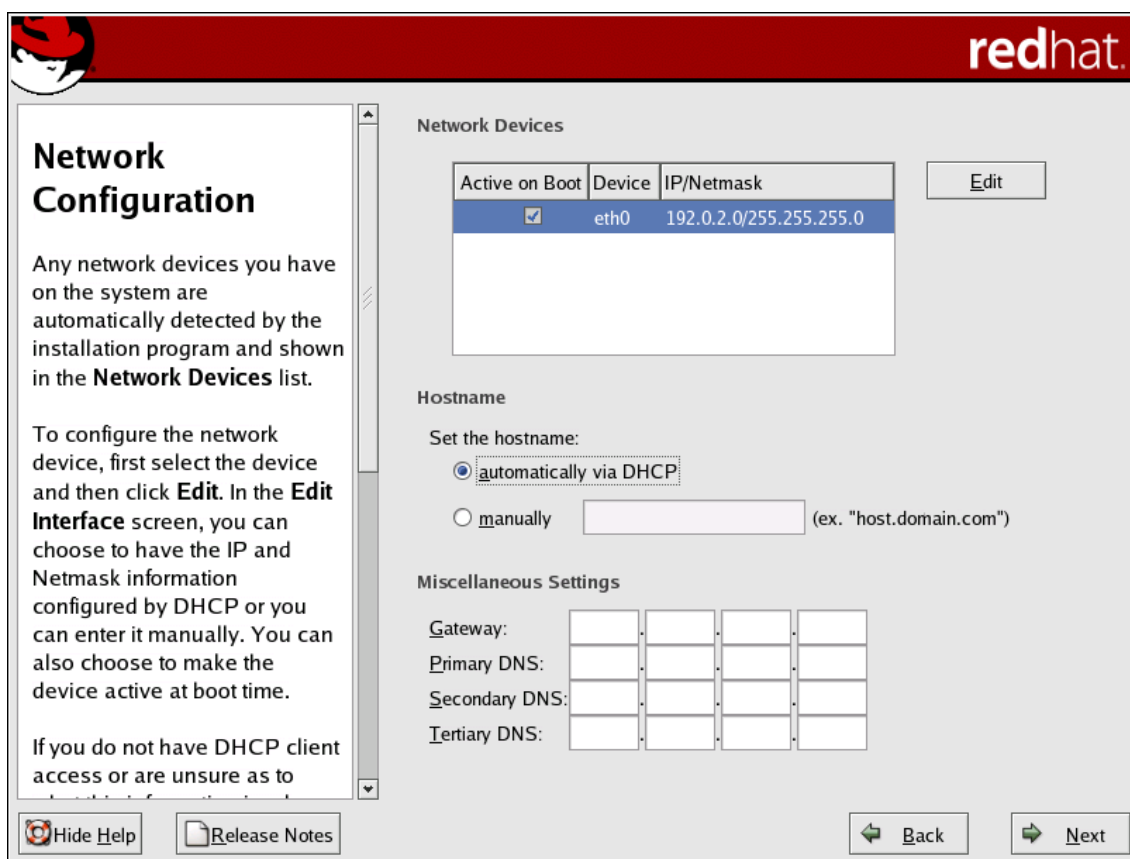 redhat.
Network
Configuration
Any network devices you have
on the system are
automatically detected by the
installation program and shown
in the Network Devices list.
To configure the network
device, first select the device
and then click Edit. In the Edit
Interface screen, you can
choose to have the IP and
Netmask information
configured by DHCP or you
can enter it manually. You can
also choose to make the
device active at boot time.
If you do not have DHCP client
access or are unsure as to
Network Devices
Active on Boot Device IP/Netmask
eth0 192.0.2.0/255.255.255.0
Edit
Hostname
Set the hostname:
automatically via DHCP
manually (ex. "host.domain.com")
Miscellaneous Settings
Gateway: . . .
Primary DNS: . . .
Secondary DNS: . . .
Tertiary DNS: . . .
Hide Help
Release Notes
Back
Next